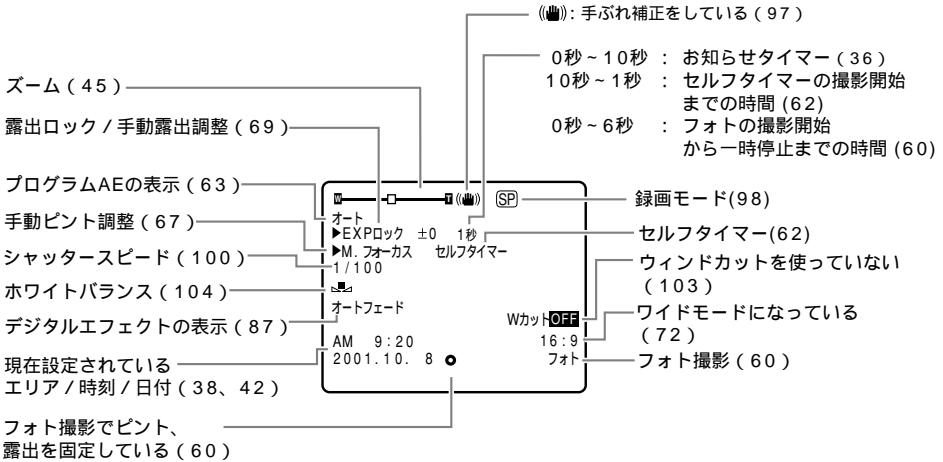 ((🖐)): 手ぶれ補正をしている (97)
0秒～10秒 : お知らせタイマー (36)
10秒～1秒 : セルフタイマーの撮影開始
までの時間 (62)
0秒～6秒 : フォトの撮影開始
から一時停止までの時間 (60)
ズーム (45)
露出ロック / 手動露出調整 (69)
プログラムAEの表示 (63)
手動ピント調整 (67)
シャッタースピード (100)
ホワイトバランス (104)
デジタルエフェクトの表示 (87)
現在設定されている
エリア / 時刻 / 日付 (38、42)
フォト撮影でピント、
露出を固定している (60)
W T SP
オート
▶EXPロック ±0 1秒
▶M. フォーカス セルフタイマー
1/100
オートフェード
Wカット OFF
AM 9:20 16:9
2001.10. 8 フォト
録画モード(98)
セルフタイマー(62)
ウィンドカットを使っていない
(103)
ワイドモードになっている
(72)
フォト撮影 (60)